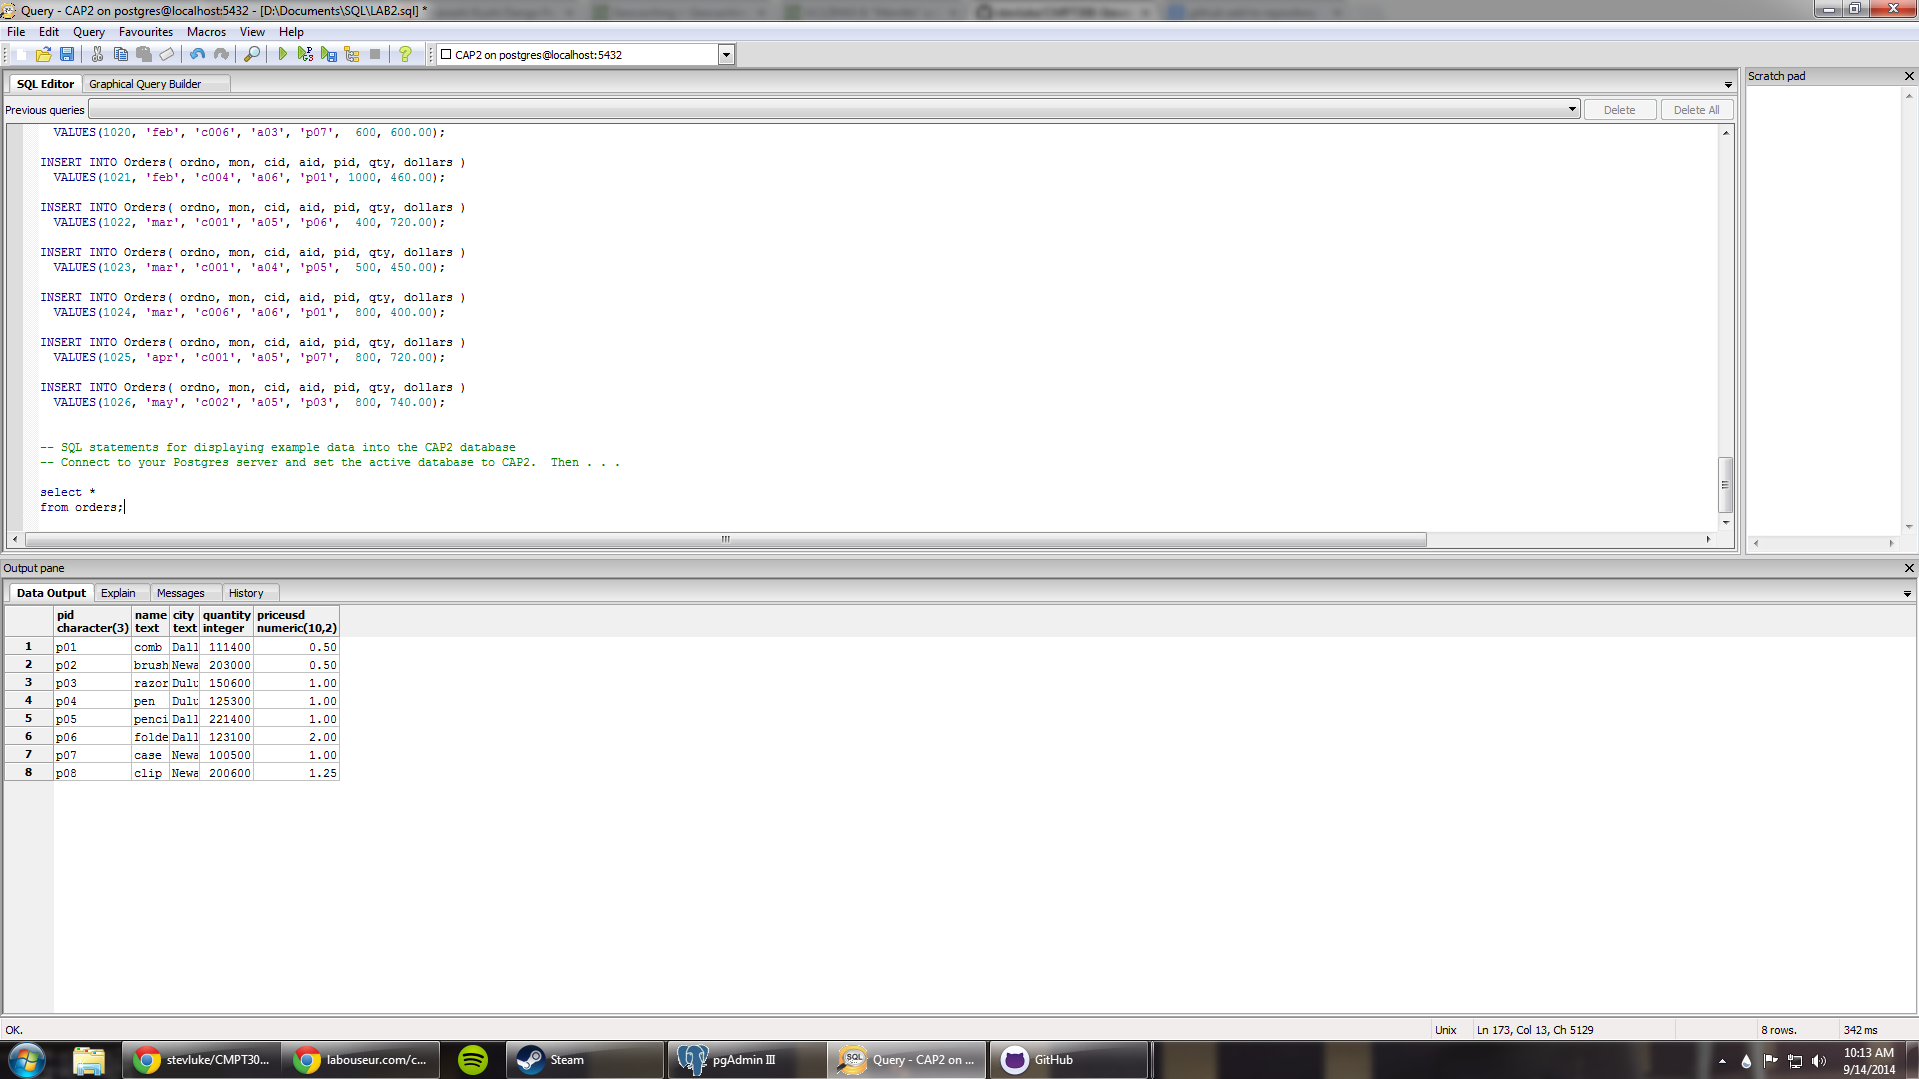 Query - CAP2 on postgres@localhost:5432 - [D:\Documents\SQL\LAB2.sql] *
File Edit Query Favourites Macros View Help
CAP2 on postgres@localhost:5432
SQL Editor Graphical Query Builder
Scratch pad
Previous queries Delete Delete All
VALUES(1020, 'feb', 'c006', 'a03', 'p07', 600, 600.00);
INSERT INTO Orders( ordno, mon, cid, aid, pid, qty, dollars )
VALUES(1021, 'feb', 'c004', 'a06', 'p01', 1000, 460.00);
INSERT INTO Orders( ordno, mon, cid, aid, pid, qty, dollars )
VALUES(1022, 'mar', 'c001', 'a05', 'p06', 400, 720.00);
INSERT INTO Orders( ordno, mon, cid, aid, pid, qty, dollars )
VALUES(1023, 'mar', 'c001', 'a04', 'p05', 500, 450.00);
INSERT INTO Orders( ordno, mon, cid, aid, pid, qty, dollars )
VALUES(1024, 'mar', 'c006', 'a06', 'p01', 800, 400.00);
INSERT INTO Orders( ordno, mon, cid, aid, pid, qty, dollars )
VALUES(1025, 'apr', 'c001', 'a05', 'p07', 800, 720.00);
INSERT INTO Orders( ordno, mon, cid, aid, pid, qty, dollars )
VALUES(1026, 'may', 'c002', 'a05', 'p03', 800, 740.00);
-- SQL statements for displaying example data into the CAP2 database
-- Connect to your Postgres server and set the active database to CAP2. Then . . .
select *
from orders;
Output pane
Data Output Explain Messages History
pid name city quantity priceusd
character(3) text text integer numeric(10,2)
1 p01 comb Dall 111400 0.50
2 p02 brush Newa 203000 0.50
3 p03 razor Dulu 150600 1.00
4 p04 pen Dulu 125300 1.00
5 p05 penci Dall 221400 1.00
6 p06 folde Dall 123100 2.00
7 p07 case Newa 100500 1.00
8 p08 clip Newa 200600 1.25
OK. Unix Ln 173, Col 13, Ch 5129 8 rows. 342 ms
stevluke/CMPT30... labouseur.com/c... Steam pgAdmin III Query - CAP2 on ... GitHub
10:13 AM
9/14/2014